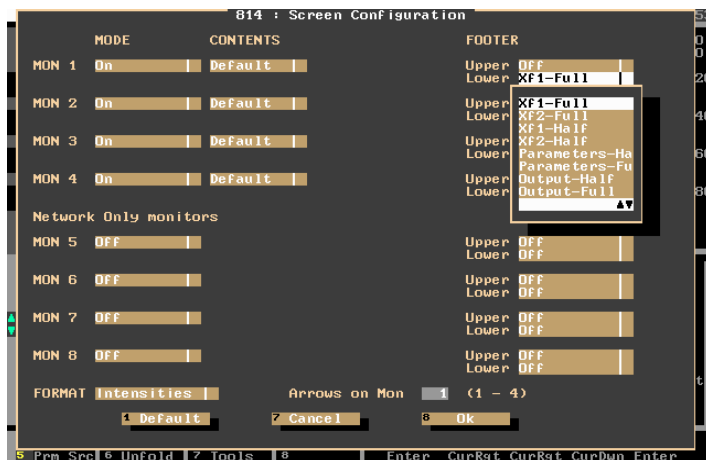 814 : Screen Configuration
MODE CONTENTS FOOTER
MON 1 On Default Upper Off
Lower Xf1-Full
MON 2 On Default Upper Xf1-Full
Lower Xf2-Full
Xf1-Half
MON 3 On Default Upper Xf2-Half
Lower Parameters-Ha
Parameters-Fu
MON 4 On Default Upper Output-Half
Lower Output-Full
Network Only monitors
MON 5 Off Upper Off
Lower Off
MON 6 Off Upper Off
Lower Off
MON 7 Off Upper Off
Lower Off
MON 8 Off Upper Off
Lower Off
FORMAT Intensities Arrows on Mon 1 (1 - 4)
1 Default 7 Cancel 8 Ok
5 Prm Src 6 Unfold 7 Tools 8 Enter CurRgt CurRgt CurDwn Enter